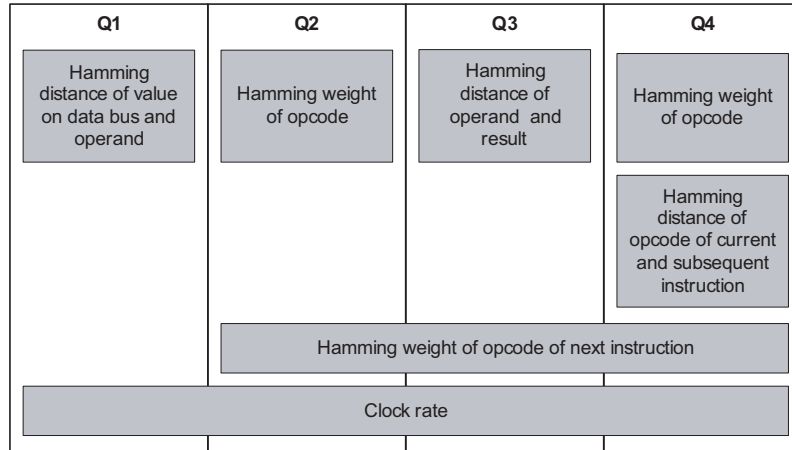 Q1
Q2
Q3
Q4
Hamming
distance of value
on data bus and
operand
Hamming weight
of opcode
Hamming
distance of
operand and
result
Hamming weight
of opcode
Hamming
distance of
opcode of current
and subsequent
instruction
Hamming weight of opcode of next instruction
Clock rate